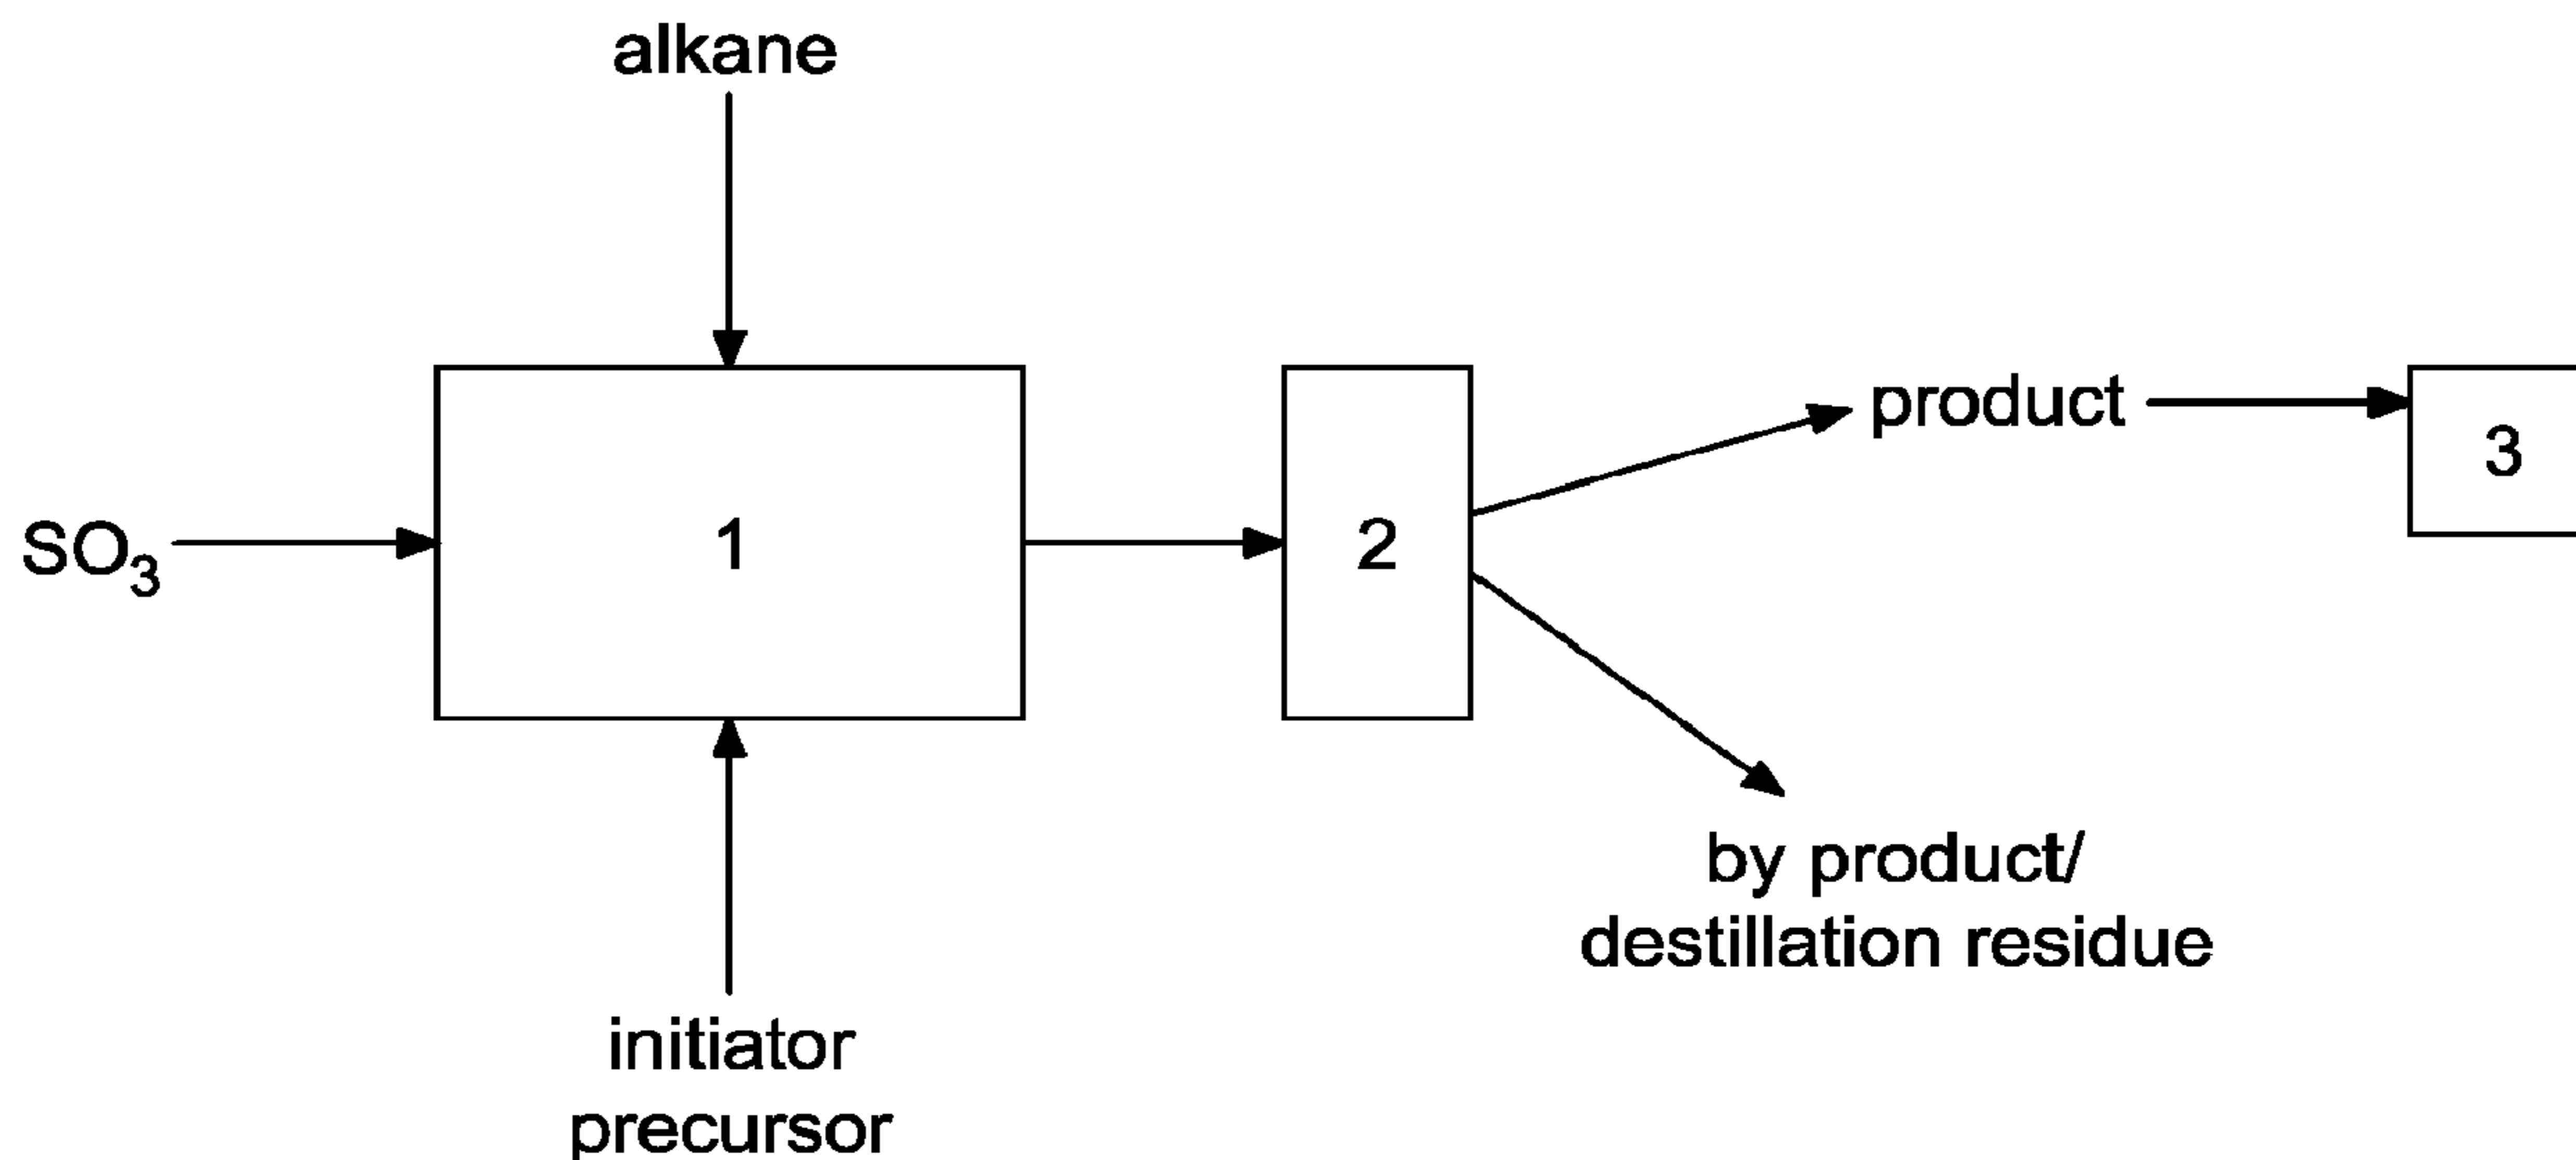 alkane
SO₃
1
2
product
3
by product/
destillation residue
initiator
precursor